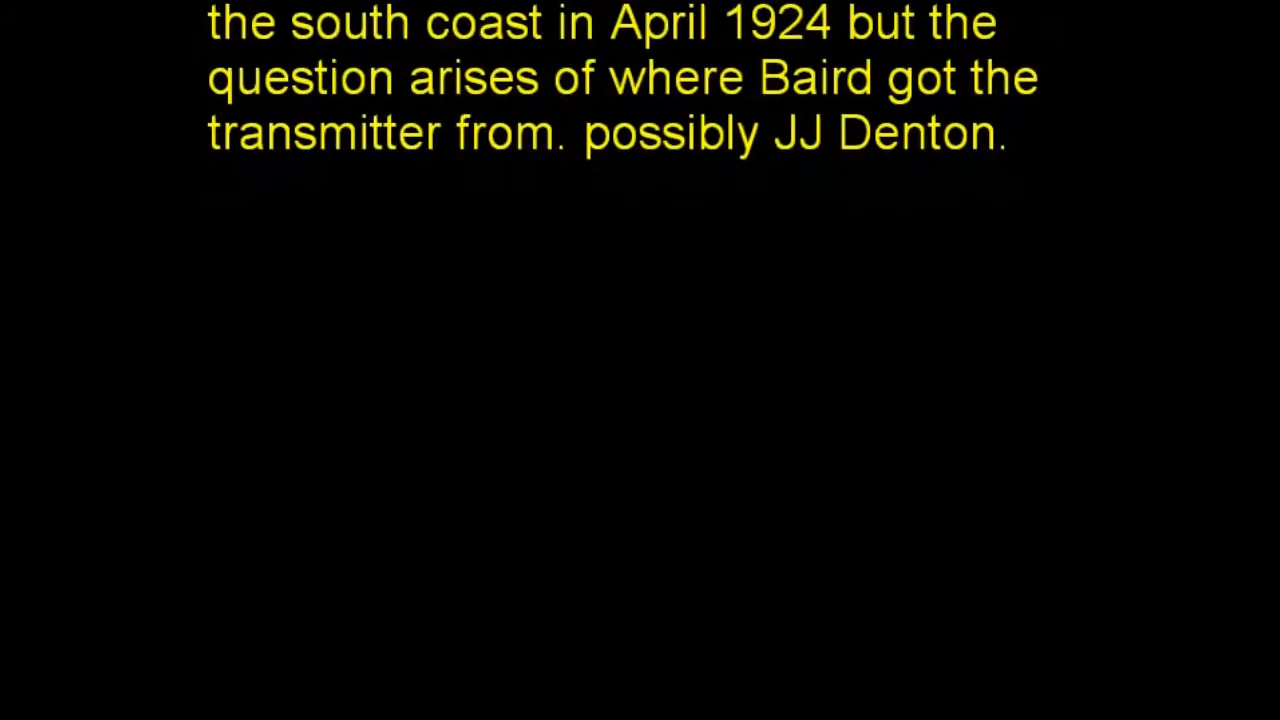 the south coast in April 1924 but the
question arises of where Baird got the
transmitter from. possibly JJ Denton.